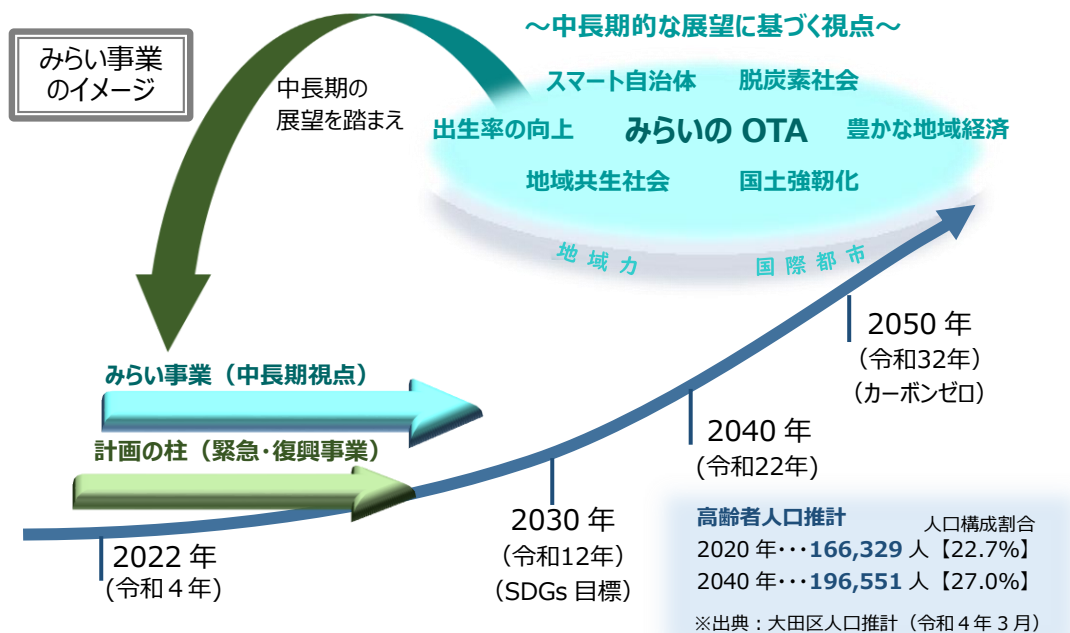 みらい事業
のイメージ
中長期の
展望を踏まえ
～中長期的な展望に基づく視点～
スマート自治体
脱炭素社会
出生率の向上
みらいの OTA
豊かな地域経済
地域共生社会
国土強靭化
地域力
国際都市
みらい事業（中長期視点）
計画の柱（緊急・復興事業）
2022 年
(令和４年)
2030 年
(令和12年)
（SDGs 目標）
2040 年
(令和22年)
2050 年
(令和32年)
（カーボンゼロ）
高齢者人口推計
人口構成割合
2020 年･･･166,329 人【22.7%】
2040 年･･･196,551 人【27.0%】
※出典：大田区人口推計（令和４年３月）